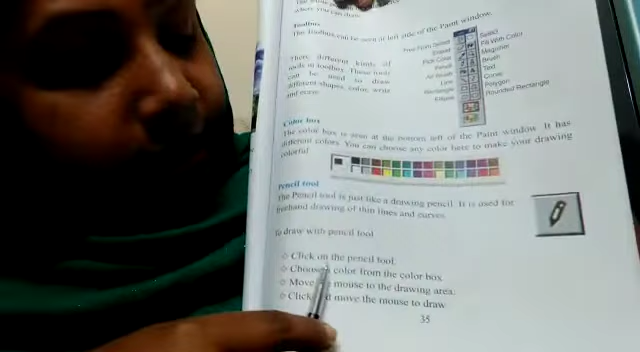 where you can draw.
Toolbox
The Toolbox can be seen at left side of the Paint window.
There different kinds of
tools in toolbox. These tools
can be used to draw
different shapes, color, write
and erase.
Free Form Select
Eraser
Pick Color
Pencil
Air Brush
Line
Rectangle
Ellipse
Select
Fill With Color
Magnifier
Brush
Text
Curve
Polygon
Rounded Rectangle
Color box
The color box is seen at the bottom left of the Paint window. It has
different colors. You can choose any color here to make your drawing
colorful
Pencil tool
The Pencil tool is just like a drawing pencil. It is used for
freehand drawing of thin lines and curves.
To draw with pencil tool
Click on the pencil tool.
Choose color from the color box.
Move mouse to the drawing area.
Click move the mouse to draw
35